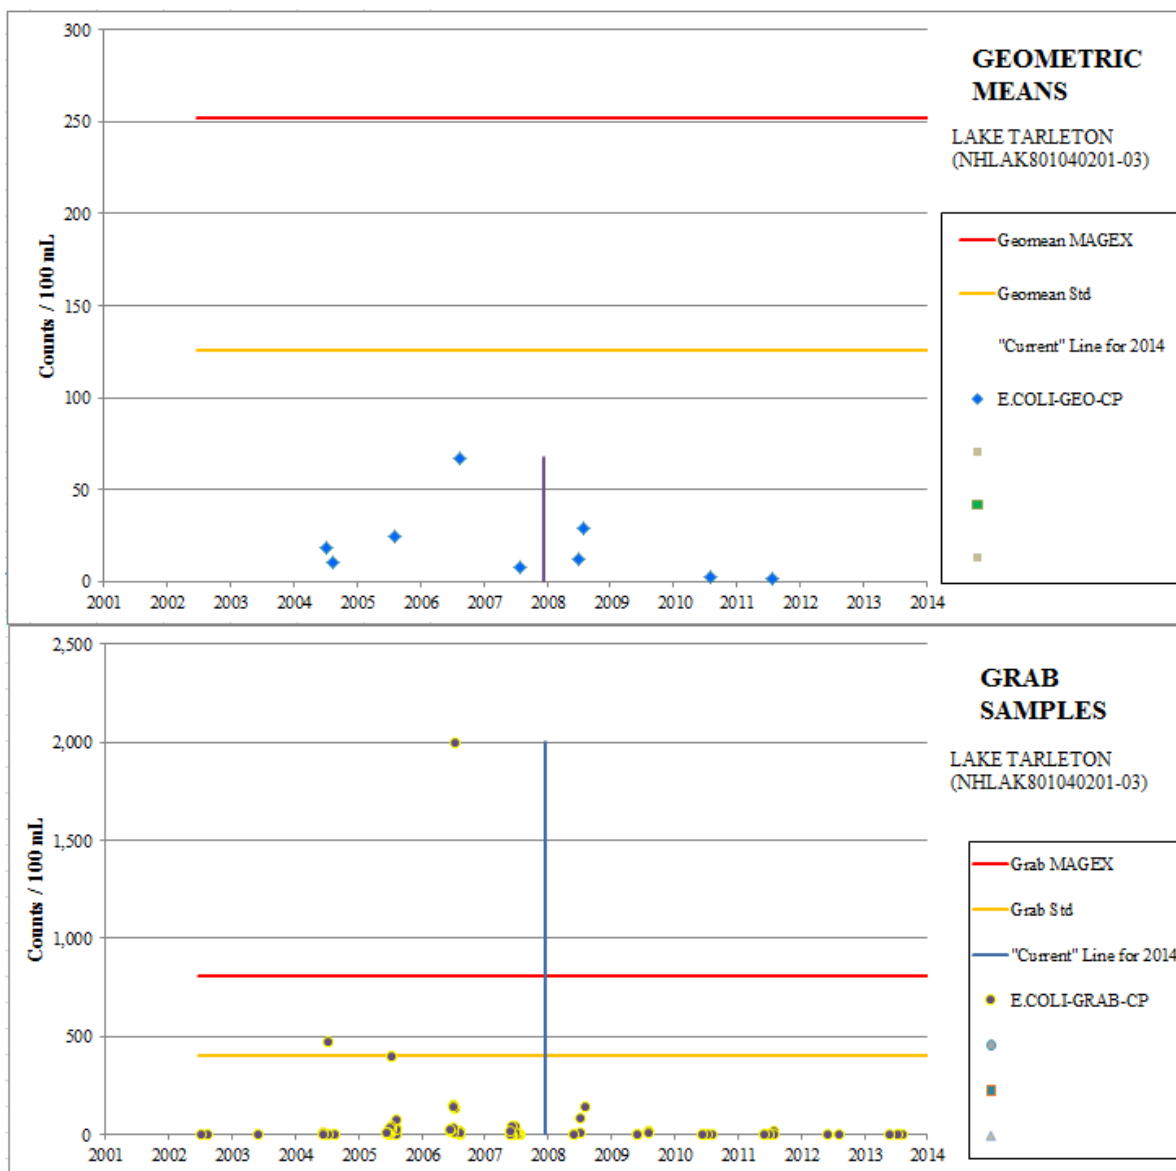 300
250
200
150
100
50
0
Counts / 100 mL
2001 2002 2003 2004 2005 2006 2007 2008 2009 2010 2011 2012 2013 2014
GEOMETRIC
MEANS
LAKE TARLETON
(NHLAK801040201-03)
Geomean MAGEX
Geomean Std
"Current" Line for 2014
E.COLI-GEO-CP
2,500
2,000
1,500
1,000
500
0
Counts / 100 mL
2001 2002 2003 2004 2005 2006 2007 2008 2009 2010 2011 2012 2013 2014
GRAB
SAMPLES
LAKE TARLETON
(NHLAK801040201-03)
Grab MAGEX
Grab Std
"Current" Line for 2014
E.COLI-GRAB-CP